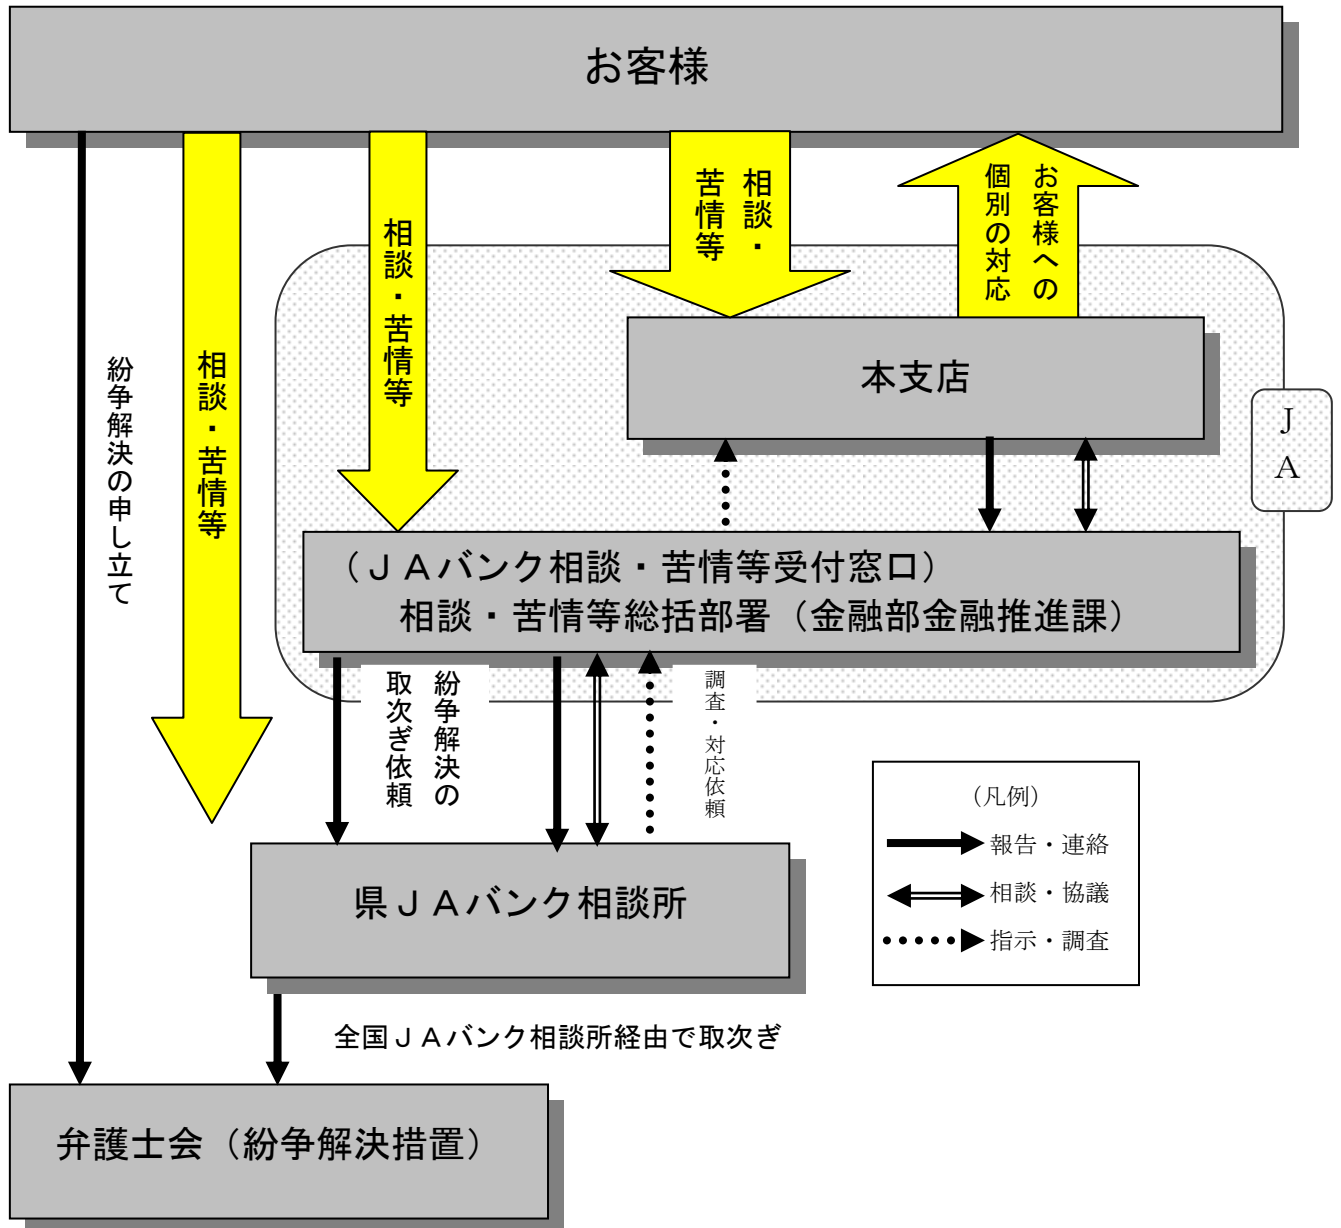 お客様
相談・
苦情等
お客様への
個別の対応
相談・苦情等
相談・苦情等
紛争解決の申し立て
本支店
ＪＡ
（ＪＡバンク相談・苦情等受付窓口）
相談・苦情等総括部署（金融部金融推進課）
紛争解決の
取次ぎ依頼
調査・対応依頼
（凡例）
報告・連絡
相談・協議
指示・調査
県ＪＡバンク相談所
全国ＪＡバンク相談所経由で取次ぎ
弁護士会（紛争解決措置）